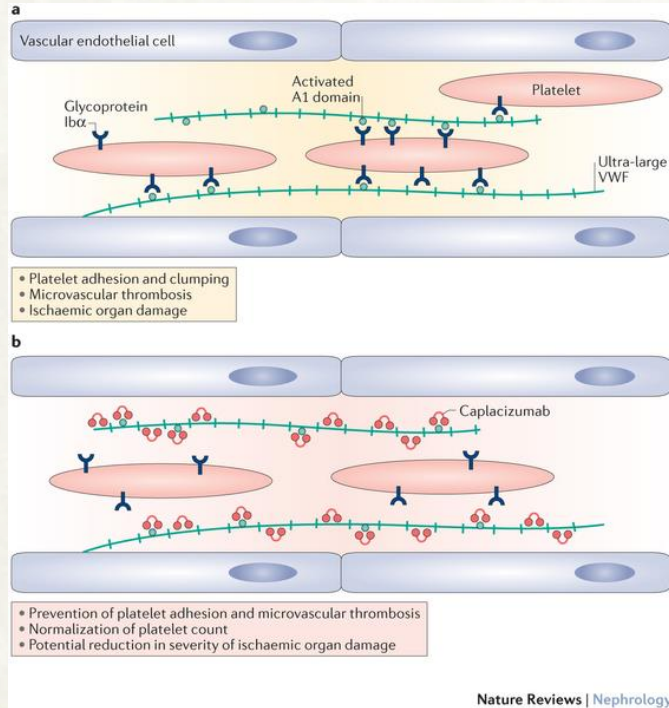 a
Vascular endothelial cell
Activated
A1 domain
Platelet
Glycoprotein
Ibα
Ultra-large
VWF
• Platelet adhesion and clumping
• Microvascular thrombosis
• Ischaemic organ damage
b
Caplacizumab
• Prevention of platelet adhesion and microvascular thrombosis
• Normalization of platelet count
• Potential reduction in severity of ischaemic organ damage
Nature Reviews | Nephrology